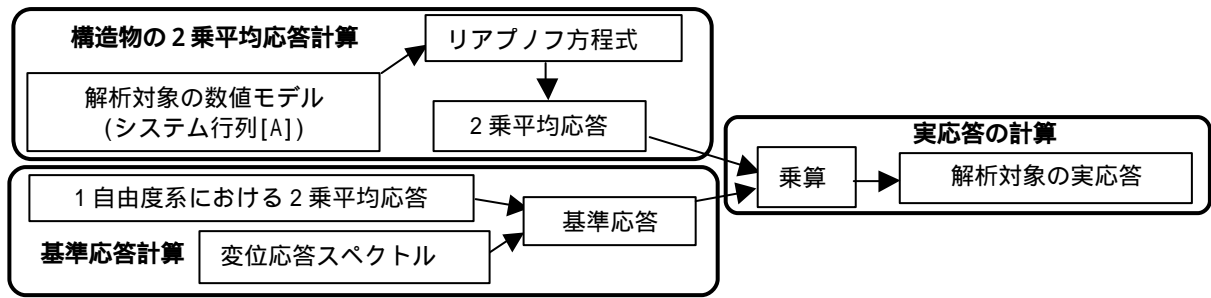 構造物の2乗平均応答計算
リアプノフ方程式
解析対象の数値モデル
(システム行列[A])
2乗平均応答
実応答の計算
乗算
解析対象の実応答
1自由度系における2乗平均応答
基準応答
基準応答計算
変位応答スペクトル